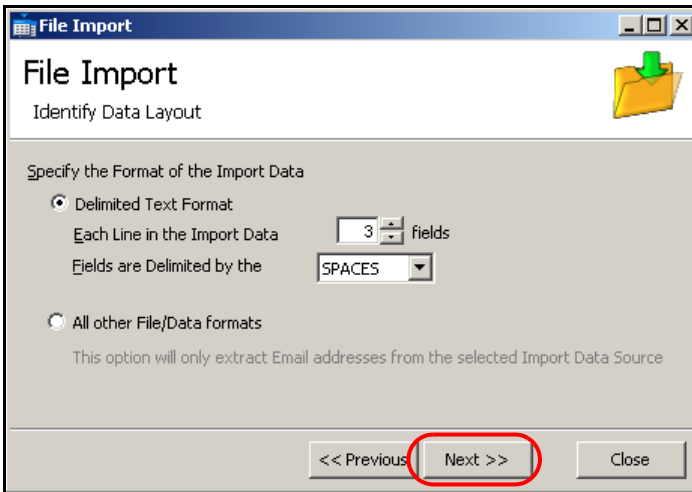 File Import
File Import
Identify Data Layout
Specify the Format of the Import Data
Delimited Text Format
Each Line in the Import Data 3 fields
Fields are Delimited by the SPACES
All other File/Data formats
This option will only extract Email addresses from the selected Import Data Source
<< Previous Next >> Close